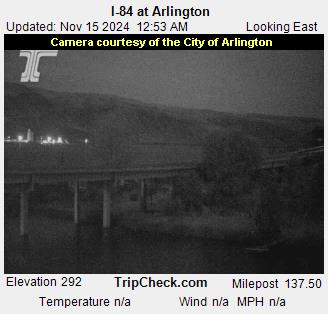 I-84 at Arlington
Updated: Nov 15 2024 12:53 AM Looking East
Camera courtesy of the City of Arlington
Elevation 292 TripCheck.com Milepost 137.50
Temperature n/a Wind n/a MPH n/a